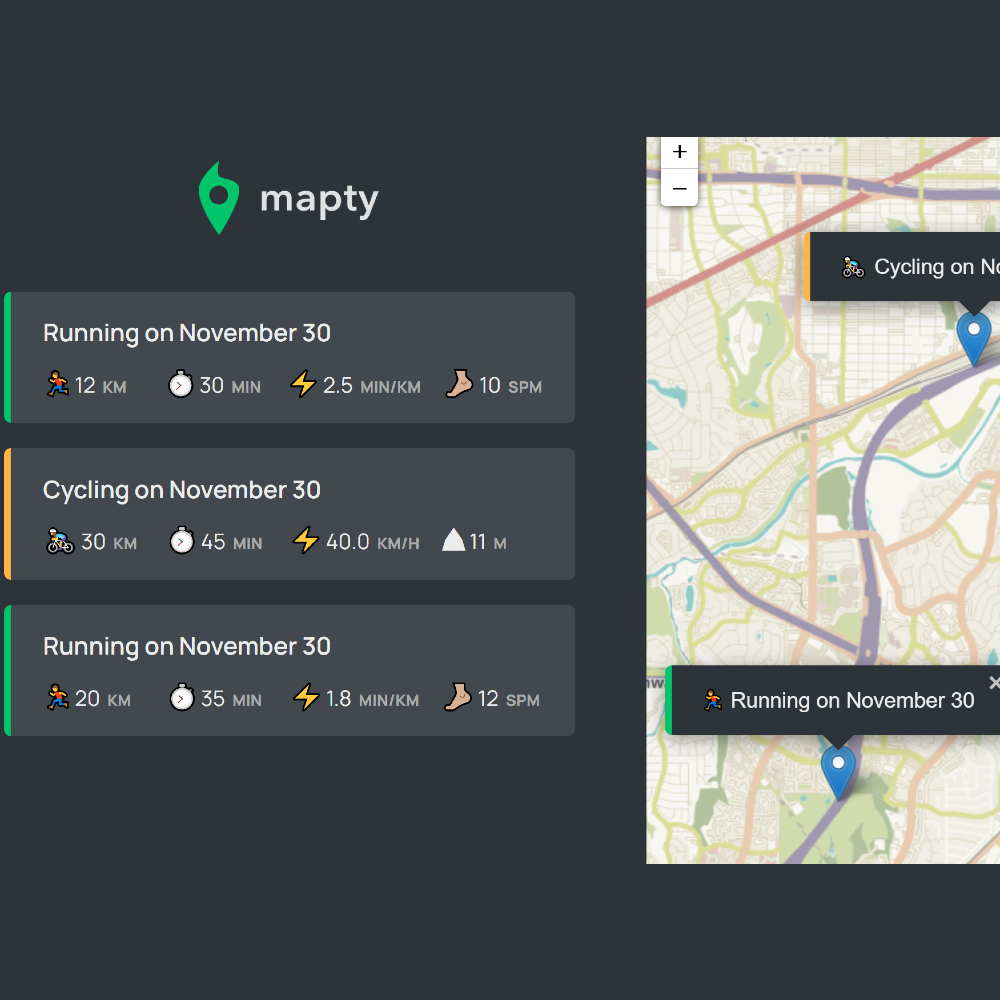 mapty
Running on November 30
12 KM 30 MIN 2.5 MIN/KM 10 SPM
Cycling on November 30
30 KM 45 MIN 40.0 KM/H 11 M
Running on November 30
20 KM 35 MIN 1.8 MIN/KM 12 SPM
+
−
Cycling on No
Running on November 30 ×